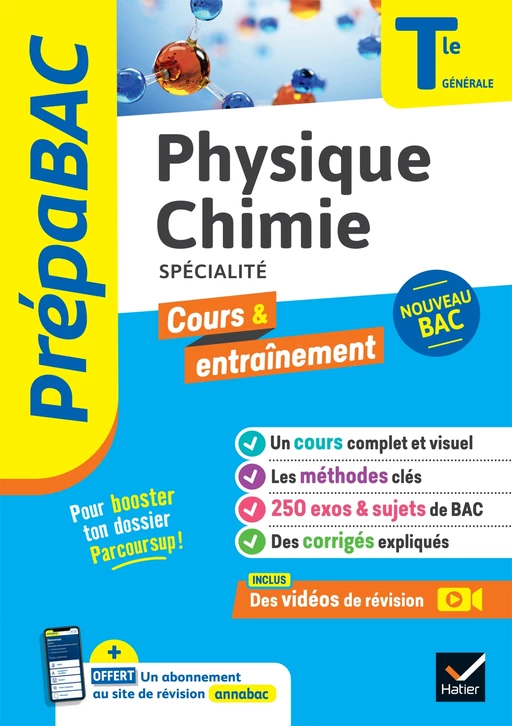 PrépaBAC
Tle
GÉNÉRALE
Physique
Chimie
SPÉCIALITÉ
Cours &
entraînement
NOUVEAU
BAC
Un cours complet et visuel
Les méthodes clés
250 exos & sujets de BAC
Des corrigés expliqués
Pour booster
ton dossier
Parcoursup !
INCLUS
Des vidéos de révision
+
OFFERT Un abonnement
au site de révision annabac
Hatier